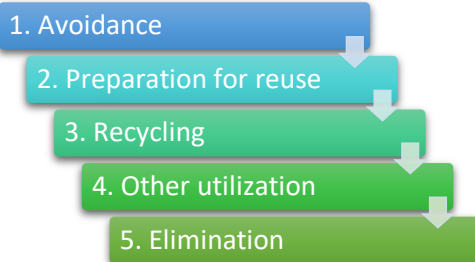 1. Avoidance
2. Preparation for reuse
3. Recycling
4. Other utilization
5. Elimination